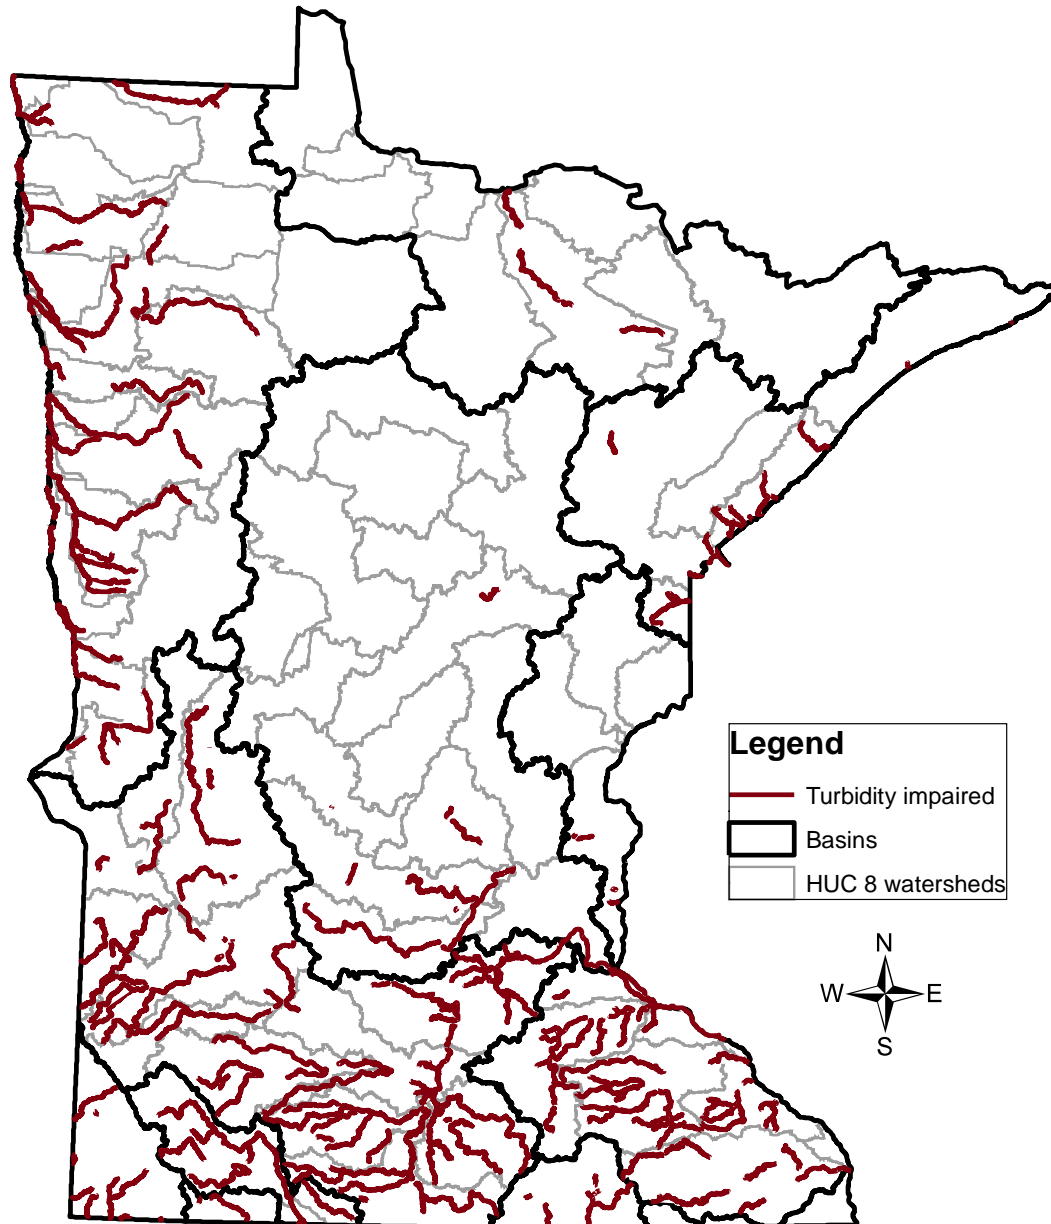 Legend
Turbidity impaired
Basins
HUC 8 watersheds
N
W E
S